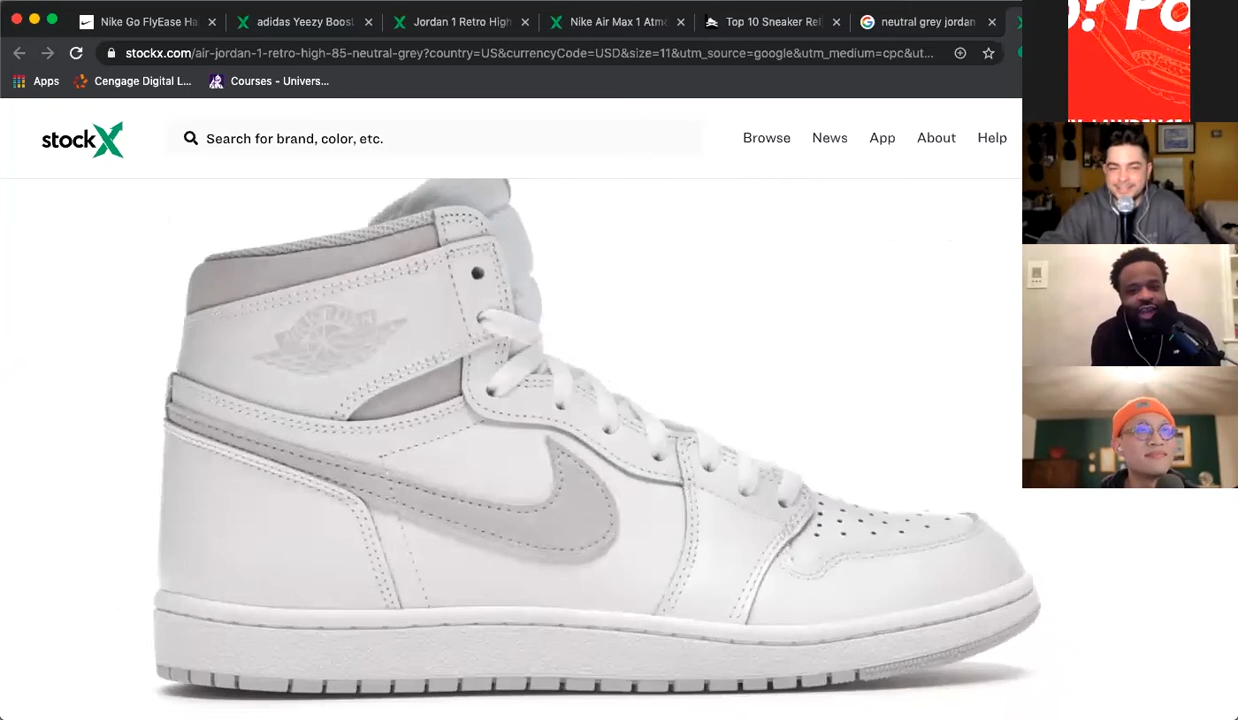 Nike Go FlyEase Ha
adidas Yeezy Boost
Jordan 1 Retro High
Nike Air Max 1 Atm
Top 10 Sneaker Rel
neutral grey jordan
stockx.com/air-jordan-1-retro-high-85-neutral-grey?country=US&currencyCode=USD&size=11&utm_source=google&utm_medium=cpc&ut...
Apps
Cengage Digital L...
Courses - Univers...
stockX
Search for brand, color, etc.
Browse
News
App
About
Help